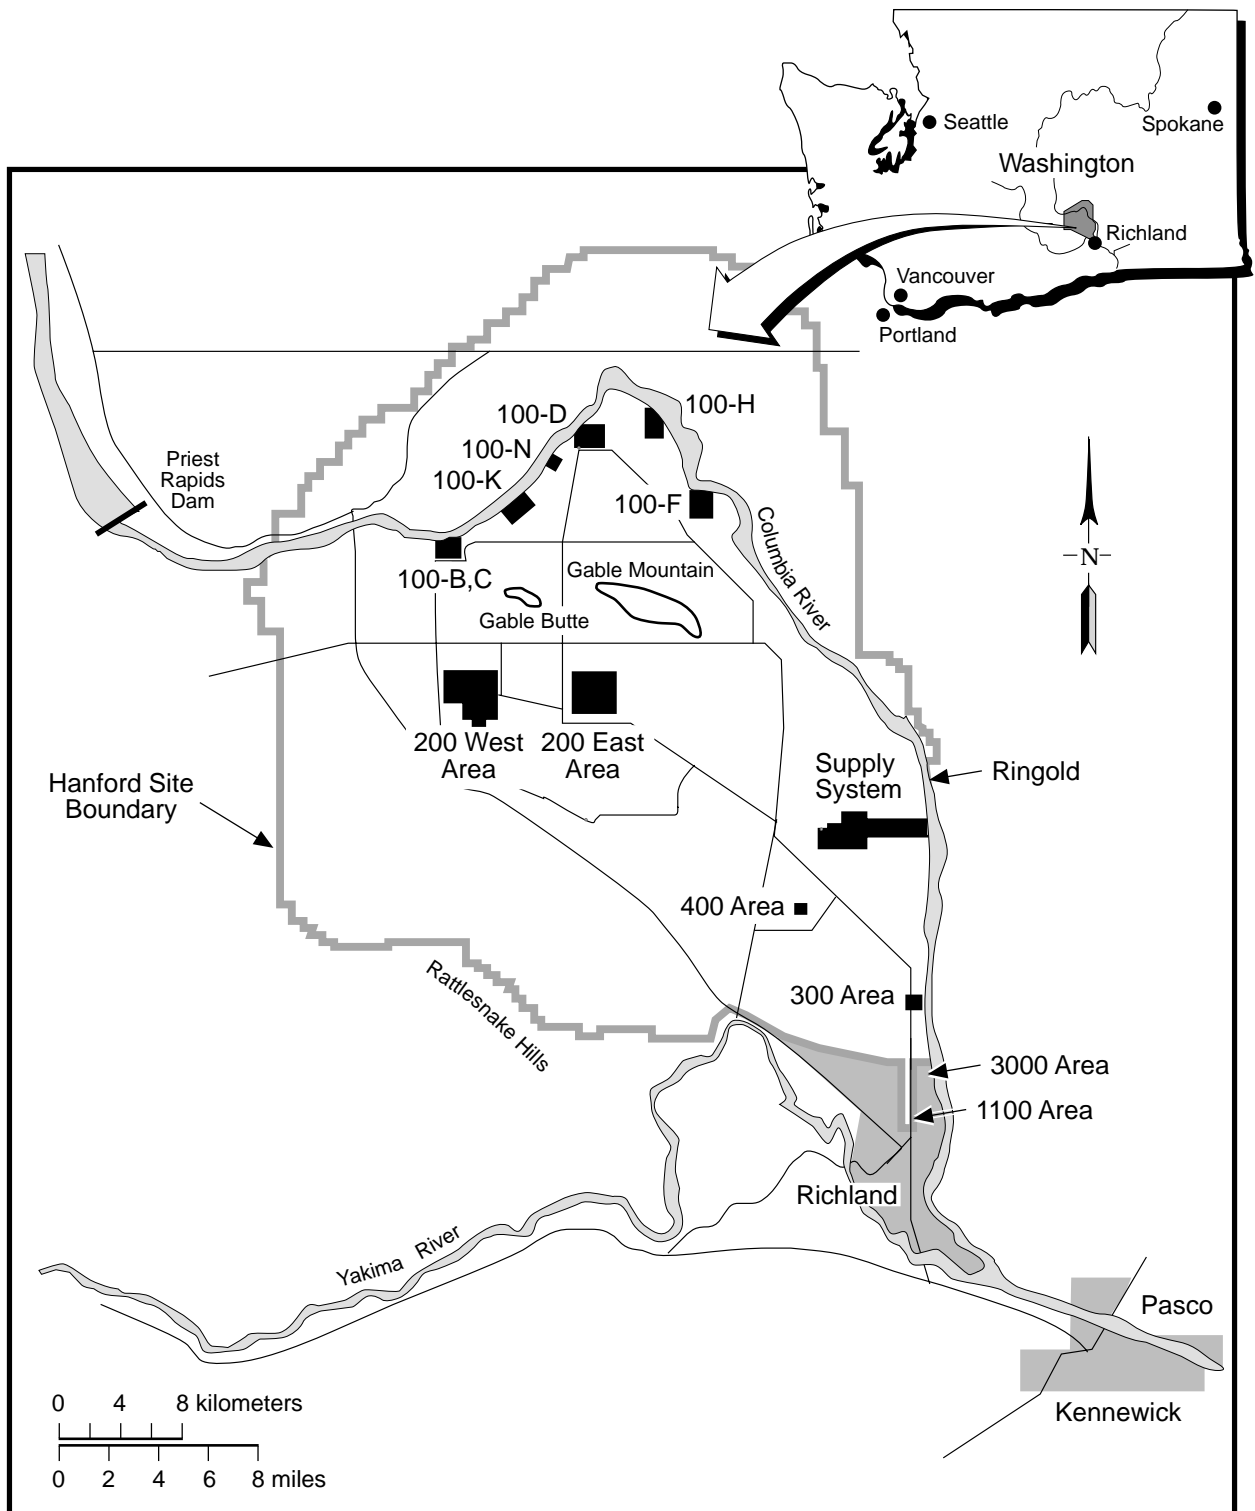 Seattle
Spokane
Washington
Richland
Vancouver
Portland
Priest
Rapids
Dam
100-D
100-H
100-N
100-K
100-F
100-B,C
Columbia River
Gable Mountain
Gable Butte
N
200 West
Area
200 East
Area
Supply
System
Ringold
Hanford Site
Boundary
400 Area
300 Area
Rattlesnake Hills
3000 Area
1100 Area
Richland
Yakima River
Pasco
Kennewick
0 4 8 kilometers
0 2 4 6 8 miles